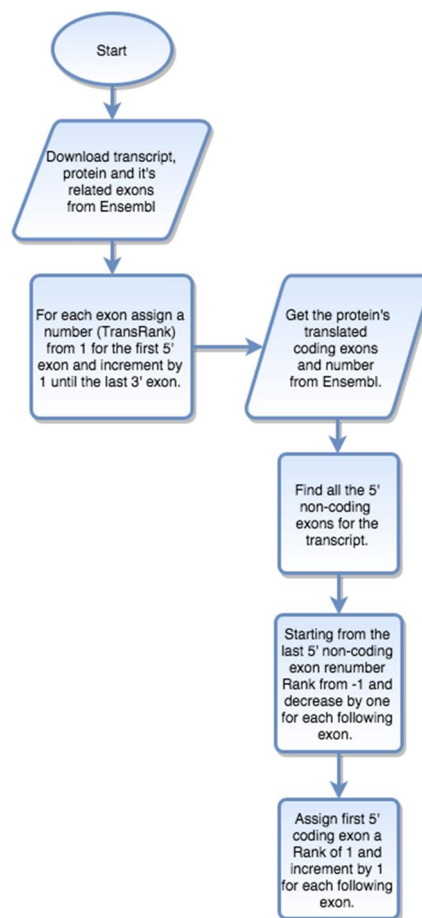 Start
Download transcript,
protein and it's
related exons
from Ensembl
For each exon assign a
number (TransRank)
from 1 for the first 5'
exon and increment by
1 until the last 3' exon.
Get the protein's
translated
coding exons
and number
from Ensembl.
Find all the 5'
non-coding
exons for the
transcript.
Starting from the
last 5' non-coding
exon renumber
Rank from -1 and
decrease by one
for each following
exon.
Assign first 5'
coding exon a
Rank of 1 and
increment by 1
for each following
exon.